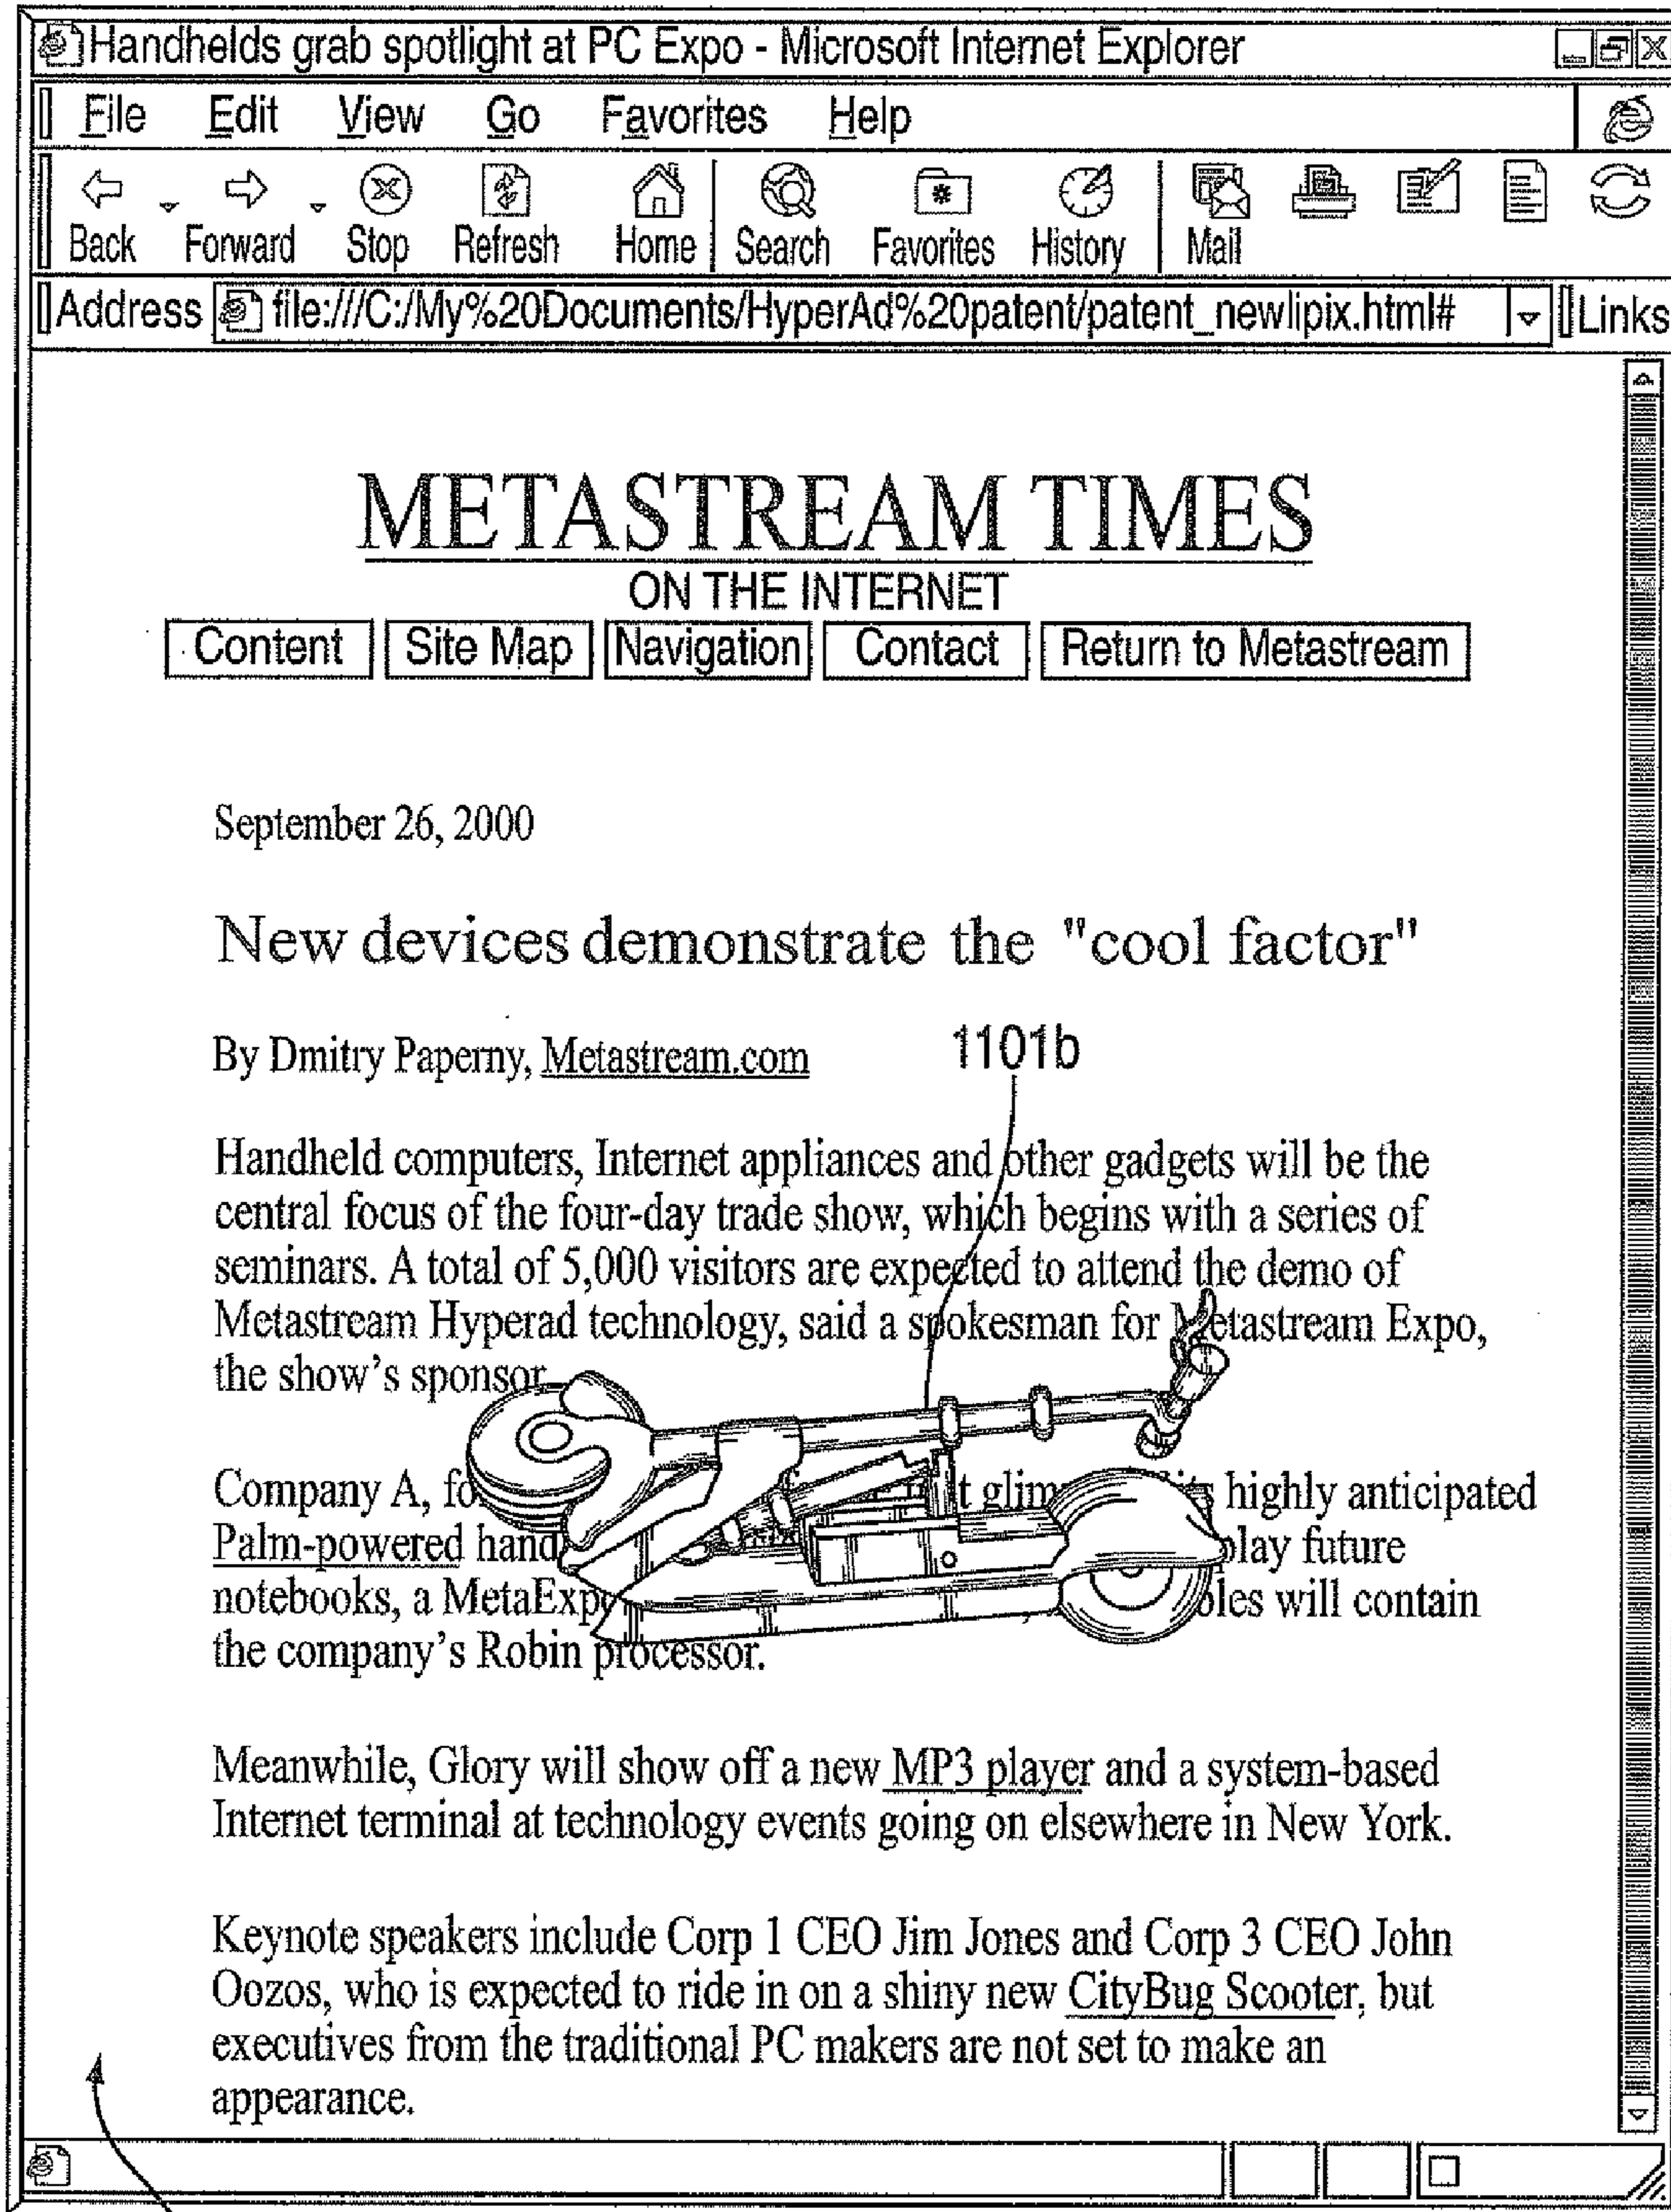 Handhelds grab spotlight at PC Expo - Microsoft Internet Explorer
File Edit View Go Favorites Help
Back Forward Stop Refresh Home Search Favorites History Mail
Address file:///C:/My%20Documents/HyperAd%20patent/patent_newlipix.html# Links
METASTREAM TIMES
ON THE INTERNET
Content Site Map Navigation Contact Return to Metastream
September 26, 2000
New devices demonstrate the "cool factor"
By Dmitry Paperny, Metastream.com
1101b
Handheld computers, Internet appliances and other gadgets will be the
central focus of the four-day trade show, which begins with a series of
seminars. A total of 5,000 visitors are expected to attend the demo of
Metastream Hyperad technology, said a spokesman for Metastream Expo,
the show's sponsor
Company A, highly anticipated
Palm-powered future
notebooks, a will contain
the company's Robin processor.
Meanwhile, Glory will show off a new MP3 player and a system-based
Internet terminal at technology events going on elsewhere in New York.
Keynote speakers include Corp 1 CEO Jim Jones and Corp 3 CEO John
Oozos, who is expected to ride in on a shiny new CityBug Scooter, but
executives from the traditional PC makers are not set to make an
appearance.